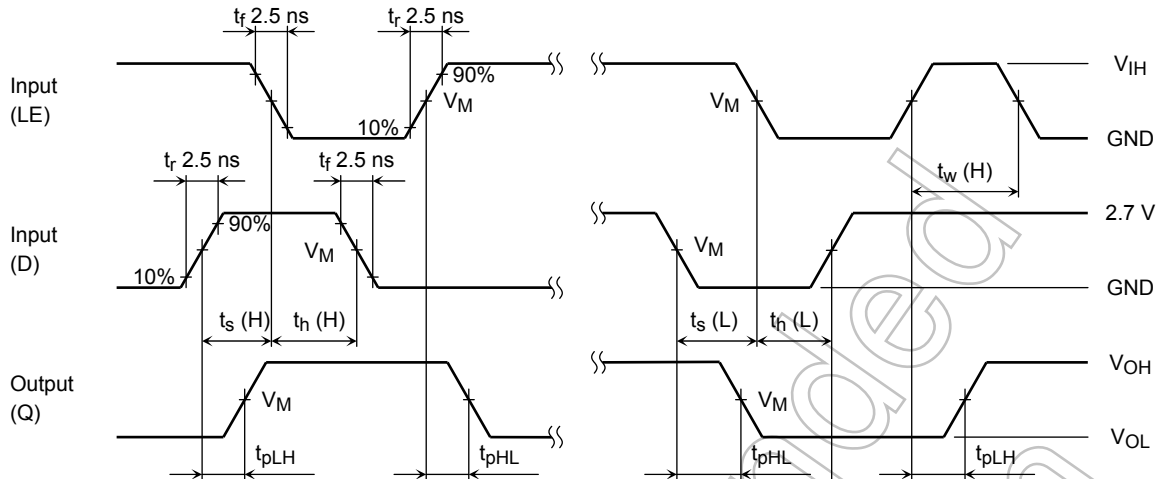 tf 2.5 ns tr 2.5 ns
Input (LE)
90%
VM
10%
VM
VIH
GND
tw (H)
tr 2.5 ns tf 2.5 ns
Input (D)
90%
VM
10%
VM
2.7 V
GND
ts (H) th (H)
ts (L) th (L)
Output (Q)
VM
VM
VOH
VOL
tpLH tpHL tpHL tpLH
nded